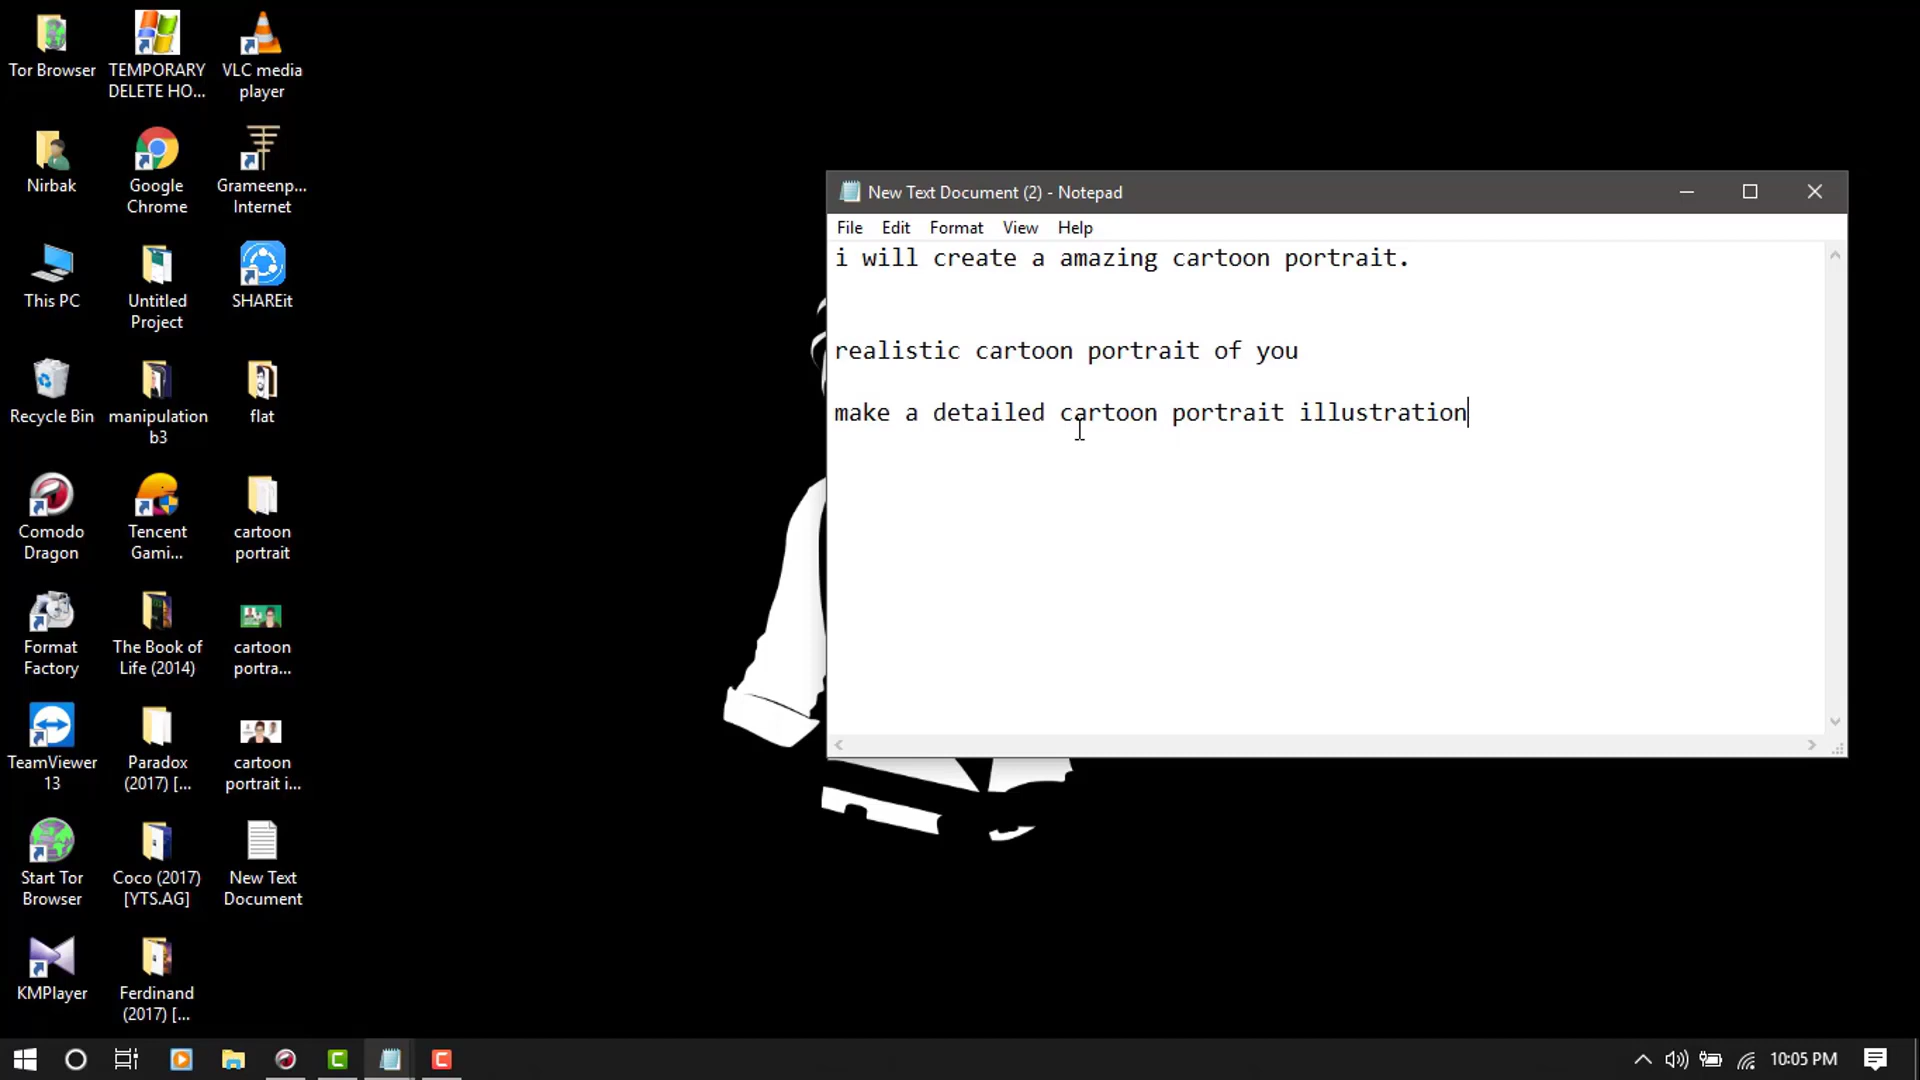 Tor Browser
TEMPORARY
DELETE HO...
VLC media
player
Nirbak
Google
Chrome
Grameenp...
Internet
This PC
Untitled
Project
SHAREit
Recycle Bin
manipulation
b3
flat
Comodo
Dragon
Tencent
Gami...
cartoon
portrait
Format
Factory
The Book of
Life (2014)
cartoon
portra...
TeamViewer
13
Paradox
(2017) [...
cartoon
portrait i...
Start Tor
Browser
Coco (2017)
[YTS.AG]
New Text
Document
KMPlayer
Ferdinand
(2017) [...
New Text Document (2) - Notepad
File Edit Format View Help
i will create a amazing cartoon portrait.
realistic cartoon portrait of you
make a detailed cartoon portrait illustration
10:05 PM